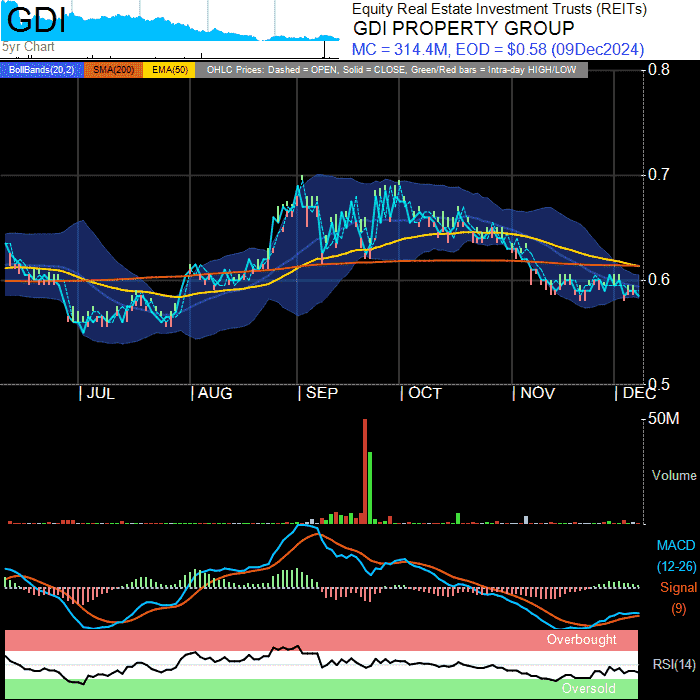 GDI
5yr Chart
Equity Real Estate Investment Trusts (REITs)
GDI PROPERTY GROUP
MC = 314.4M, EOD = $0.58 (09Dec2024)
BollBands(20,2) SMA(200) EMA(50) OHLC Prices: Dashed = OPEN, Solid = CLOSE, Green/Red bars = Intra-day HIGH/LOW
0.8
0.7
0.6
0.5
| JUL | AUG | SEP | OCT | NOV | DEC
50M
Volume
MACD
(12-26)
Signal
(9)
Overbought
RSI(14)
Oversold